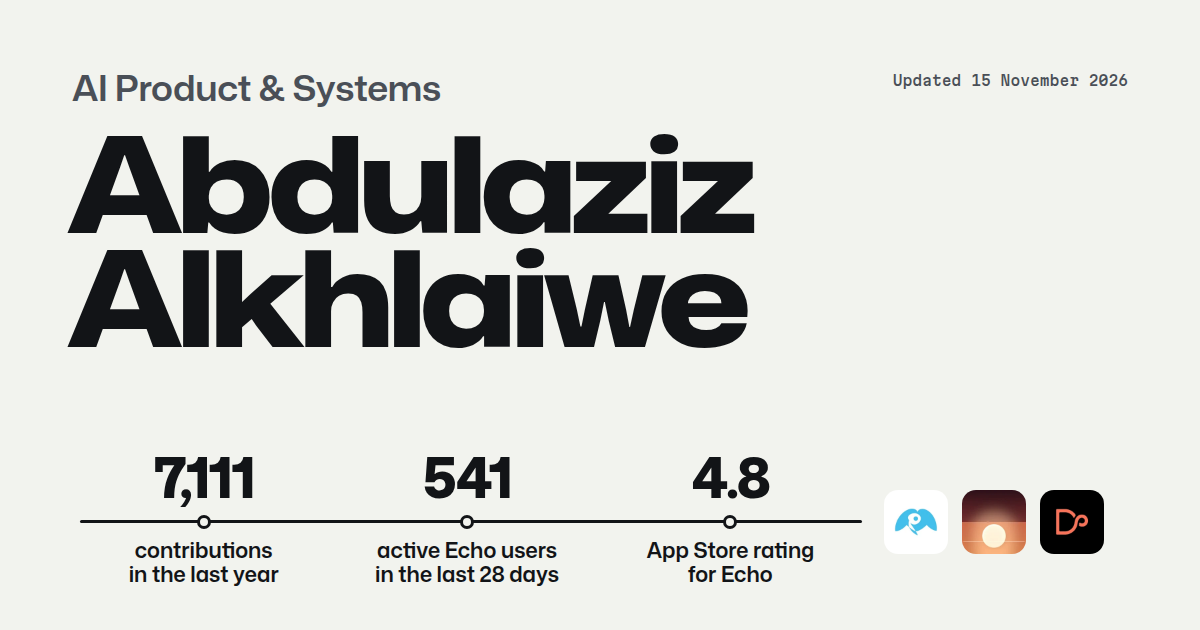 AI Product & Systems
Updated 15 November 2026
Abdulaziz
Alkhlaiwe
7,111
contributions
in the last year
541
active Echo users
in the last 28 days
4.8
App Store rating
for Echo